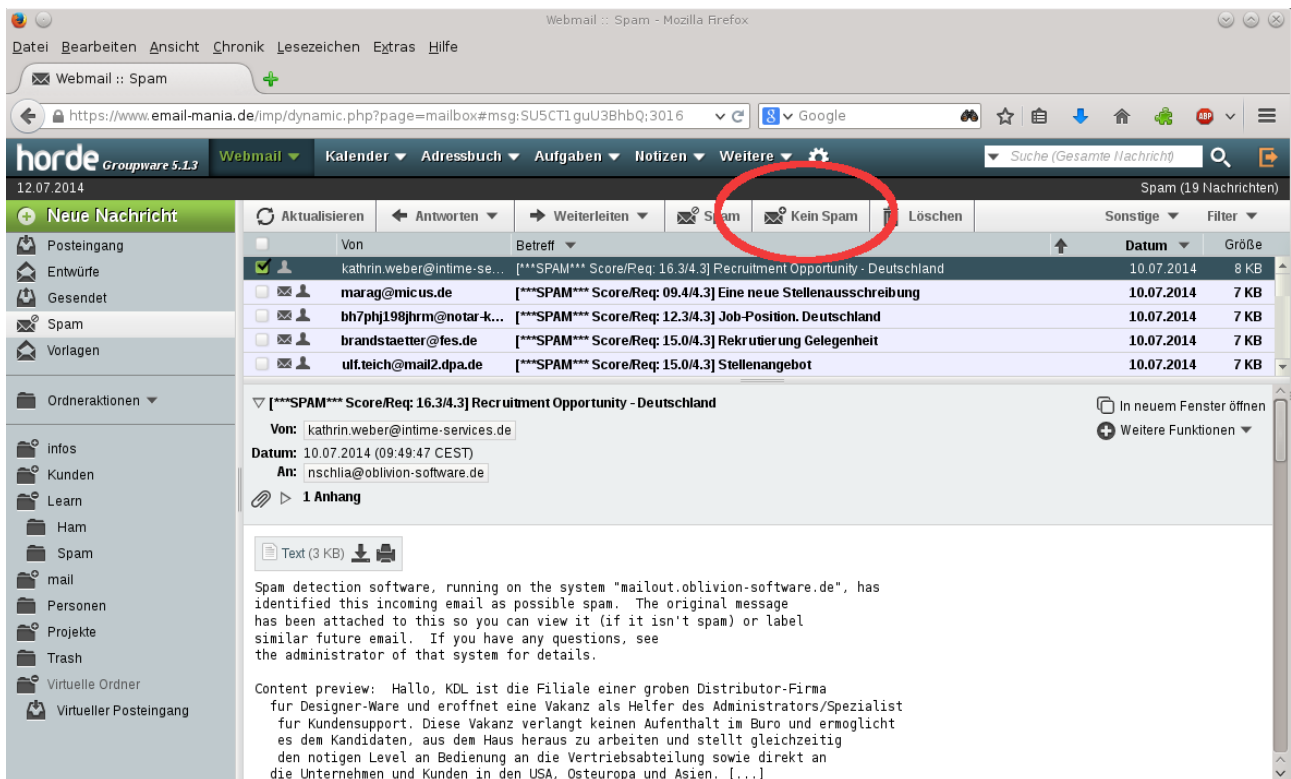 Webmail :: Spam - Mozilla Firefox
Datei Bearbeiten Ansicht Chronik Lesezeichen Extras Hilfe
Webmail :: Spam
https://www.email-mania.de/imp/dynamic.php?page=mailbox#msg:SU5CT1guU3BhbQ;3016 8 Google ABP
horde Groupware 5.1.3 Webmail Kalender Adressbuch Aufgaben Notizen Weitere Suche (Gesamte Nachricht)
12.07.2014 Spam (19 Nachrichten)
Neue Nachricht Aktualisieren Antworten Weiterleiten Spam Kein Spam Löschen Sonstige Filter
Posteingang
Entwürfe
Gesendet
Spam
Vorlagen
Ordneraktionen
infos
Kunden
Learn
Ham
Spam
mail
Personen
Projekte
Trash
Virtuelle Ordner
Virtueller Posteingang
Von Betreff Datum Größe
kathrin.weber@intime-se... [***SPAM*** Score/Req: 16.3/4.3] Recruitment Opportunity - Deutschland 10.07.2014 8 KB
marag@micus.de [***SPAM*** Score/Req: 09.4/4.3] Eine neue Stellenausschreibung 10.07.2014 7 KB
bh7phj198jhrm@notar-k... [***SPAM*** Score/Req: 12.3/4.3] Job-Position. Deutschland 10.07.2014 7 KB
brandstaetter@fes.de [***SPAM*** Score/Req: 15.0/4.3] Rekrutierung Gelegenheit 10.07.2014 7 KB
ulf.teich@mail2.dpa.de [***SPAM*** Score/Req: 15.0/4.3] Stellenangebot 10.07.2014 7 KB
[***SPAM*** Score/Req: 16.3/4.3] Recruitment Opportunity - Deutschland In neuem Fenster öffnen
Von: kathrin.weber@intime-services.de Weitere Funktionen
Datum: 10.07.2014 (09:49:47 CEST)
An: nschlia@oblivion-software.de
1 Anhang
Text (3 KB)
Spam detection software, running on the system "mailout.oblivion-software.de", has
identified this incoming email as possible spam. The original message
has been attached to this so you can view it (if it isn't spam) or label
similar future email. If you have any questions, see
the administrator of that system for details.
Content preview: Hallo, KDL ist die Filiale einer groben Distributor-Firma
fur Designer-Ware und eroffnet eine Vakanz als Helfer des Administrators/Spezialist
fur Kundensupport. Diese Vakanz verlangt keinen Aufenthalt im Buro und ermoglicht
es dem Kandidaten, aus dem Haus heraus zu arbeiten und stellt gleichzeitig
den notigen Level an Bedienung an die Vertriebsabteilung sowie direkt an
die Unternehmen und Kunden in den USA, Osteuropa und Asien. [...]